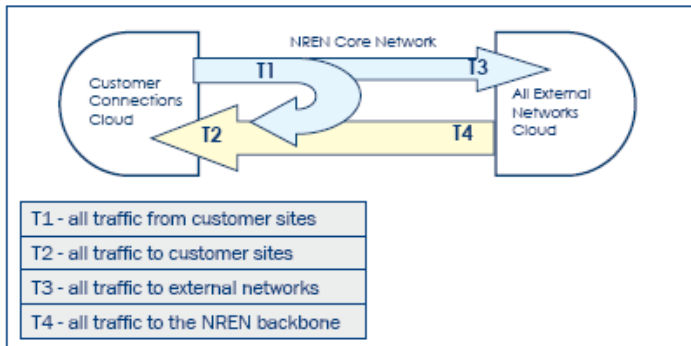 NREN Core Network
T1
T3
Customer
Connections
Cloud
All External
Networks
Cloud
T2
T4
T1 - all traffic from customer sites
T2 - all traffic to customer sites
T3 - all traffic to external networks
T4 - all traffic to the NREN backbone